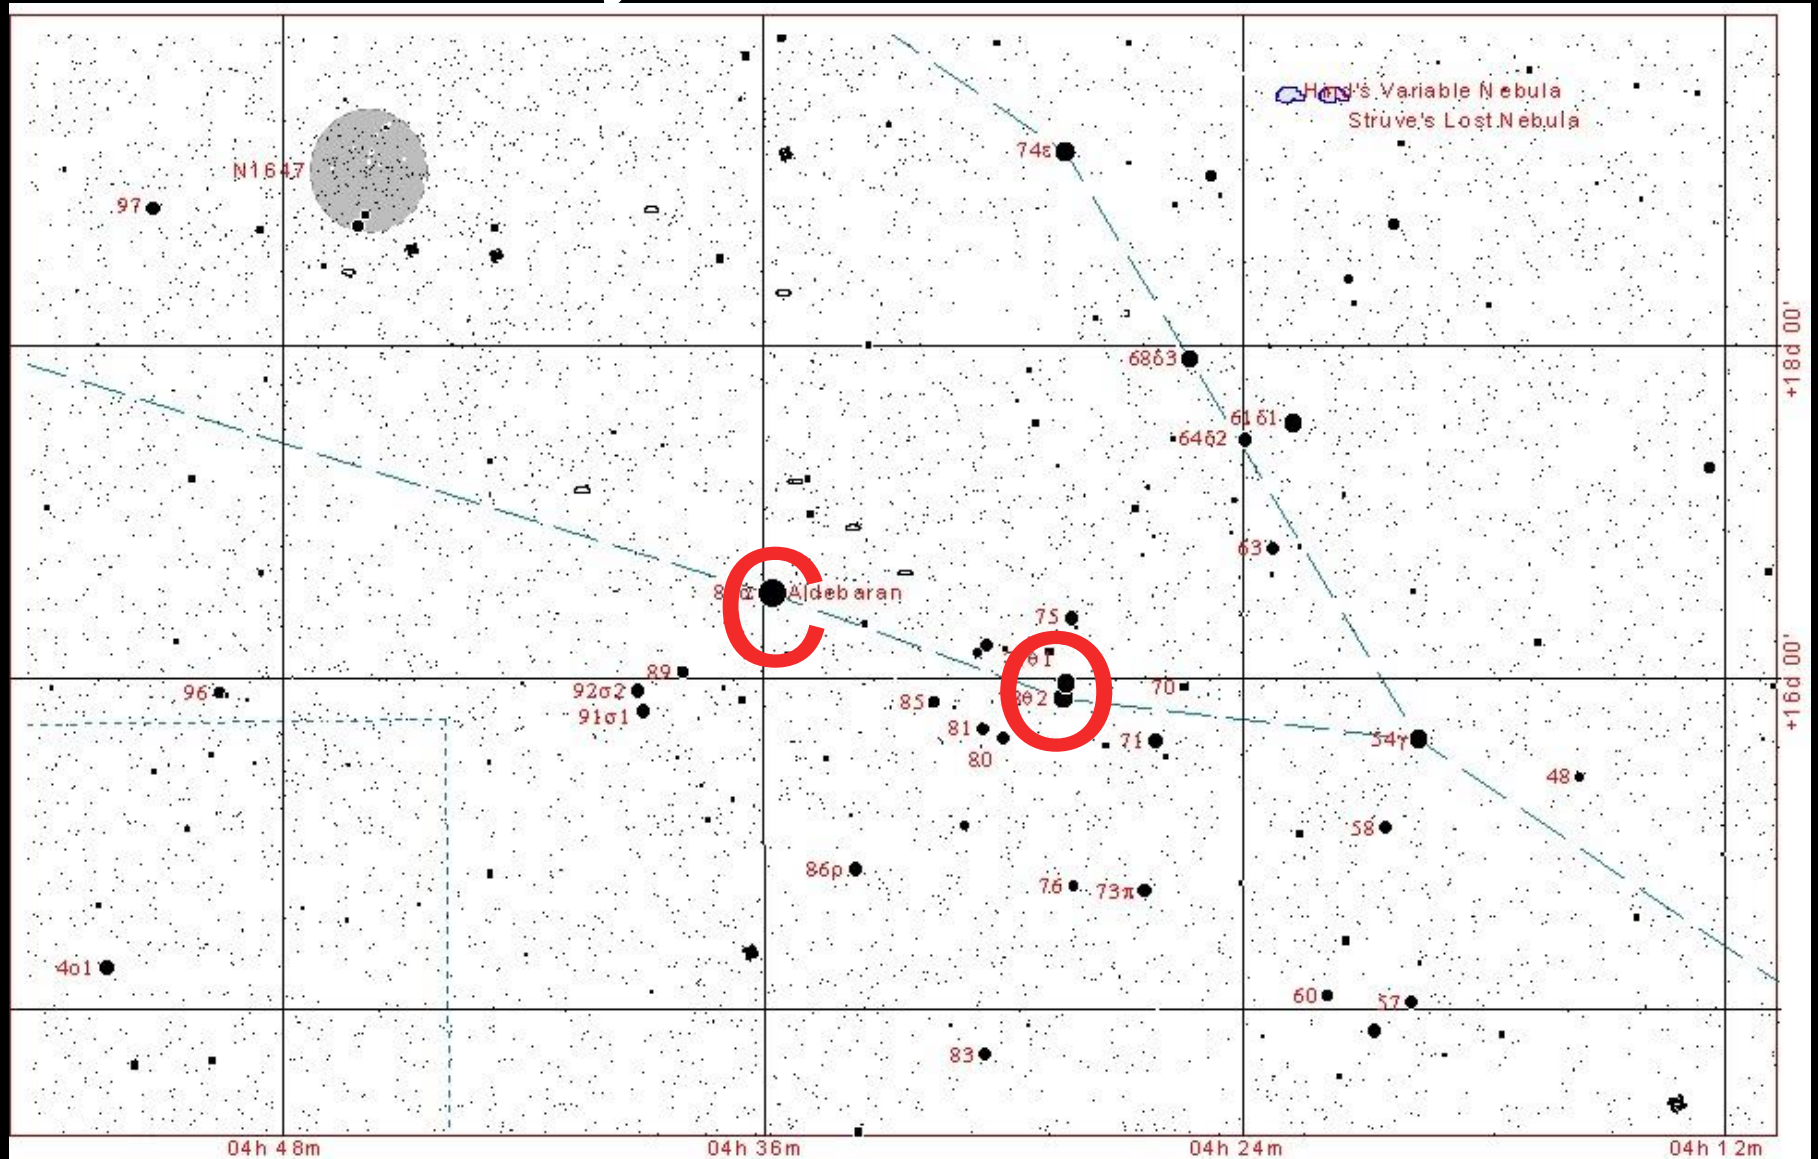 Hind's Variable Nebula
Struve's Lost Nebula
74ε
N1647
97
+18d 00'
68δ3
61δ1
64δ2
63
C
Aldebaran
75
θ1
O
θ2
+16d 00'
89
96
92σ2
91σ1
85
70
81
80
71
54γ
48
58
86ρ
76
73π
4ο1
60
57
83
04h 48m
04h 36m
04h 24m
04h 12m